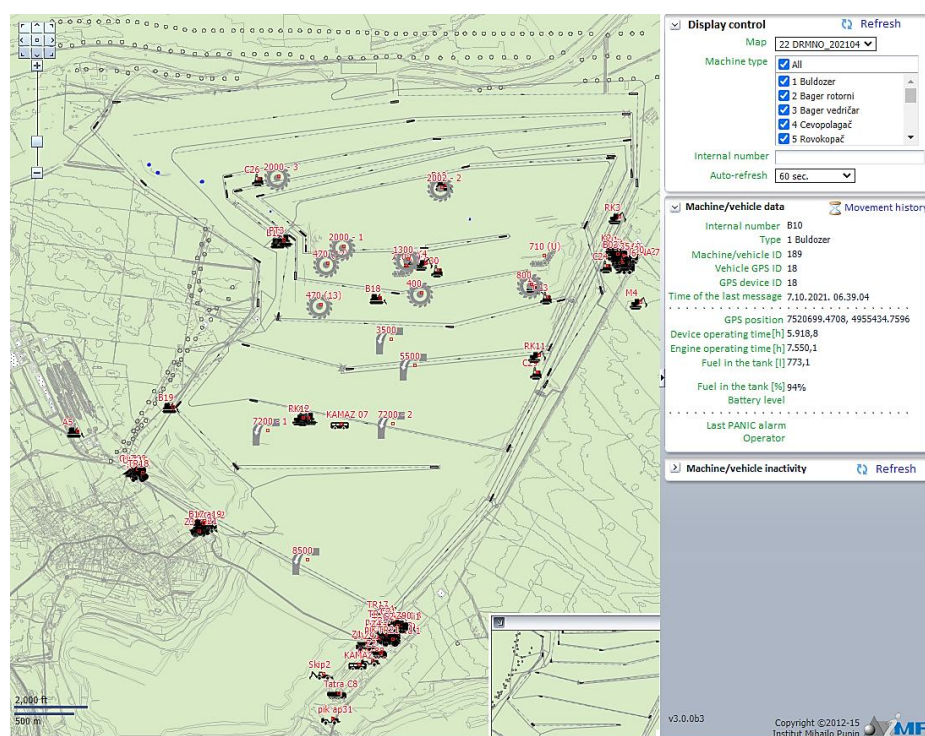 Display control
Refresh
Map 22 DRMNO_202104
Machine type All
1 Buldozer
2 Bager rotorni
3 Bager vedričar
4 Cevopolagač
5 Rovokopač
Internal number
Auto-refresh 60 sec.
Machine/vehicle data
Movement history
Internal number B10
Type 1 Buldozer
Machine/vehicle ID 189
Vehicle GPS ID 18
GPS device ID 18
Time of the last message 7.10.2021. 06.39.04
GPS position 7520699.4708, 4955434.7596
Device operating time[h] 5.918,8
Engine operating time[h] 7.550,1
Fuel in the tank [l] 773,1
Fuel in the tank [%] 94%
Battery level
Last PANIC alarm
Operator
Machine/vehicle inactivity
Refresh
v3.0.0b3
Copyright ©2012-15
Institut Mihailo Pupin
C26
2000 - 3
2000 - 2
RK3
2000 - 1
710 (U)
800
400
B18
470 (13)
M4
3500
5500
RK11
B19
RK12
KAMAZ 07
7200 - 1
7200 - 2
A5
TR18
8500
TR17
KAMAZ
Skip2
Tatra C8
pik ap31
2,000 ft
500 m